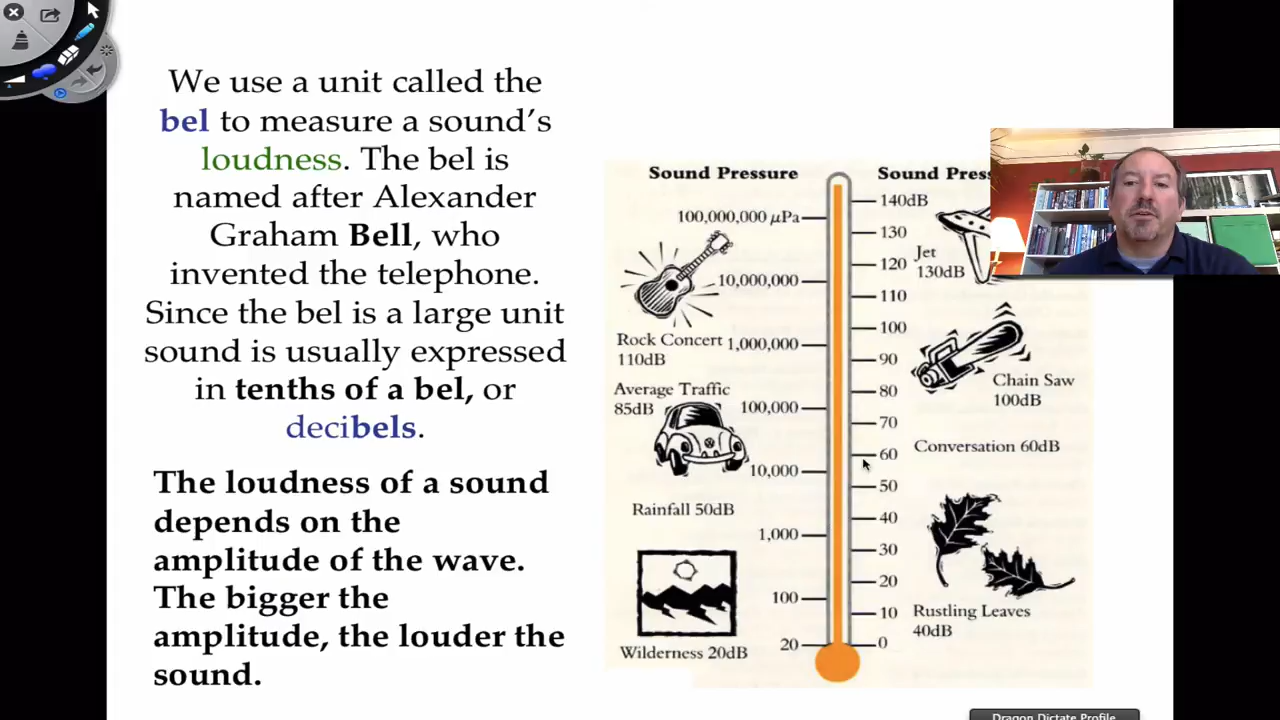 We use a unit called the
bel to measure a sound's
loudness. The bel is
named after Alexander
Graham Bell, who
invented the telephone.
Since the bel is a large unit
sound is usually expressed
in tenths of a bel, or
decibels.
The loudness of a sound
depends on the
amplitude of the wave.
The bigger the
amplitude, the louder the
sound.
Sound Pressure
100,000,000 µPa
10,000,000
Rock Concert
110dB
1,000,000
Average Traffic
85dB
100,000
10,000
Rainfall 50dB
1,000
100
Wilderness 20dB
20
Sound Press
140dB
130
Jet
130dB
120
110
100
90
Chain Saw
100dB
80
70
Conversation 60dB
60
50
40
30
20
Rustling Leaves
40dB
10
0
Dragon Dictate Profile